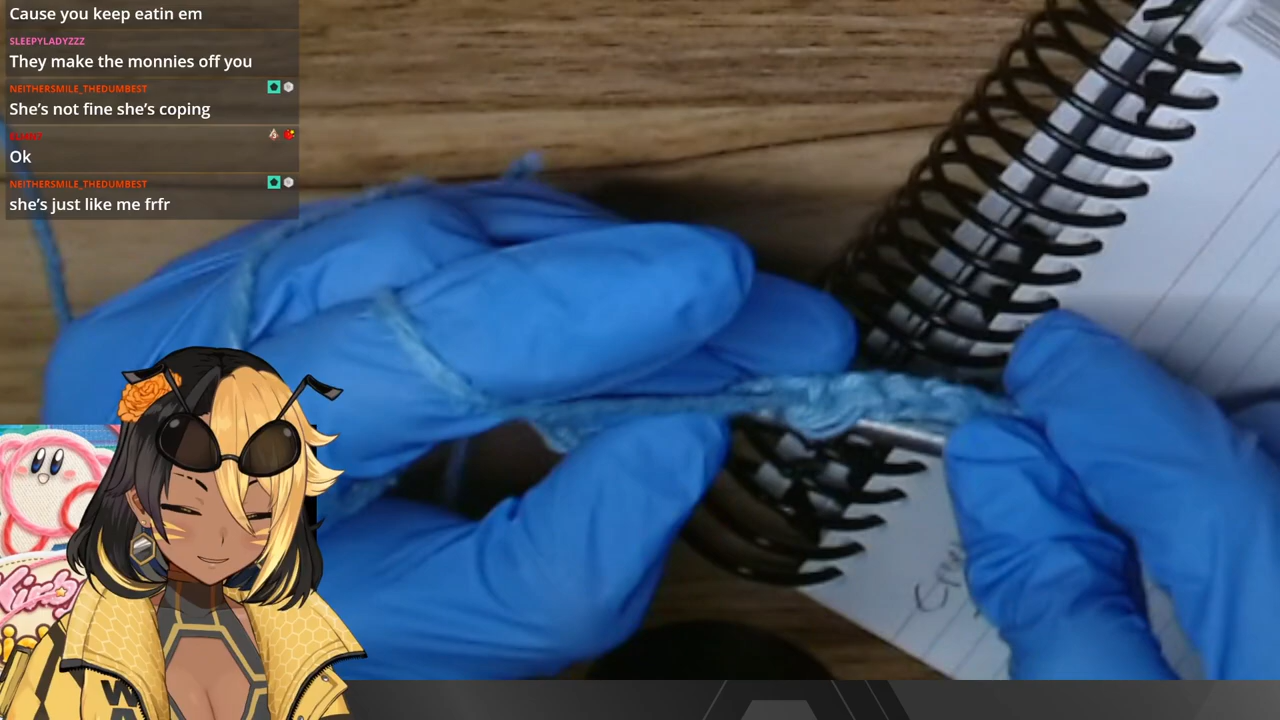 Cause you keep eatin em
SLEEPYLADYZZZ
They make the monnies off you
NEITHERSMILE_THEDUMBEST
She's not fine she's coping
Ok
NEITHERSMILE_THEDUMBEST
she's just like me frfr